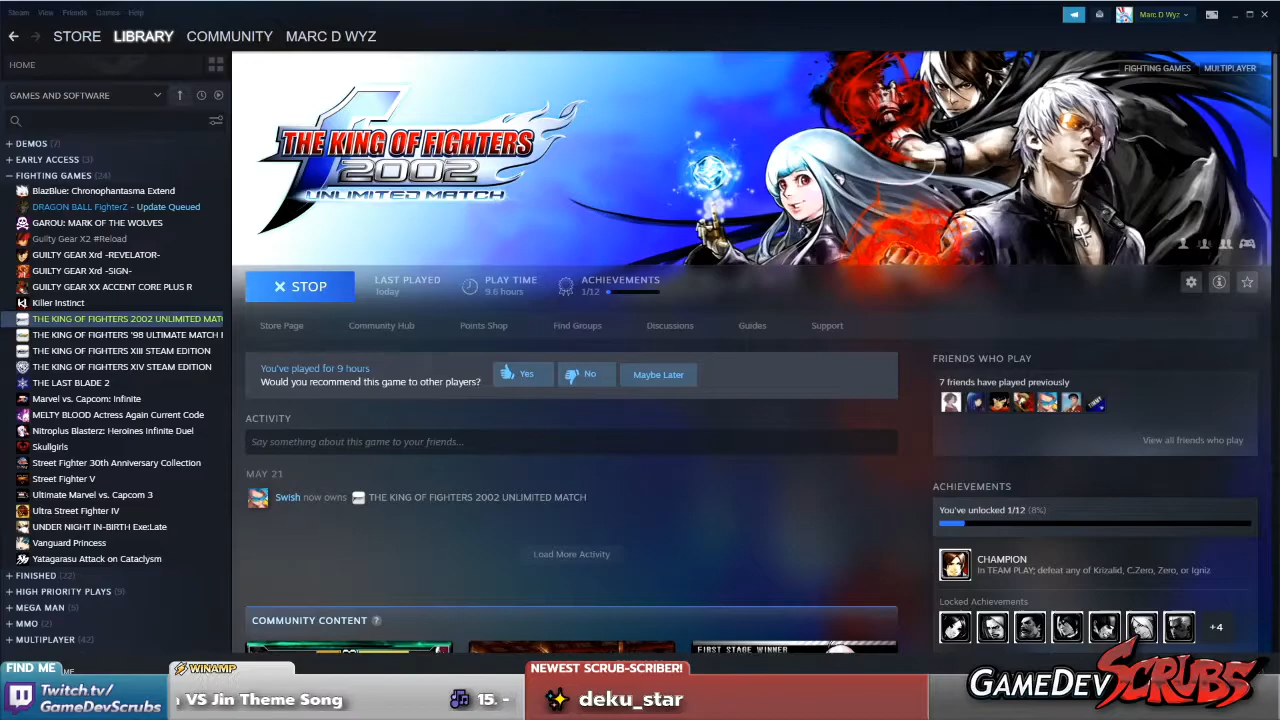 Steam View Friends Games Help
Marc D Wyz
STORE LIBRARY COMMUNITY MARC D WYZ
HOME
GAMES AND SOFTWARE
DEMOS (7)
EARLY ACCESS (3)
FIGHTING GAMES (24)
BlazBlue: Chronophantasma Extend
DRAGON BALL FighterZ - Update Queued
GAROU: MARK OF THE WOLVES
Guilty Gear X2 #Reload
GUILTY GEAR Xrd -REVELATOR-
GUILTY GEAR Xrd -SIGN-
GUILTY GEAR XX ACCENT CORE PLUS R
Killer Instinct
THE KING OF FIGHTERS 2002 UNLIMITED MAT
THE KING OF FIGHTERS '98 ULTIMATE MATCH F
THE KING OF FIGHTERS XIII STEAM EDITION
THE KING OF FIGHTERS XIV STEAM EDITION
THE LAST BLADE 2
Marvel vs. Capcom: Infinite
MELTY BLOOD Actress Again Current Code
Nitroplus Blasterz: Heroines Infinite Duel
Skullgirls
Street Fighter 30th Anniversary Collection
Street Fighter V
Ultimate Marvel vs. Capcom 3
Ultra Street Fighter IV
UNDER NIGHT IN-BIRTH Exe:Late
Vanguard Princess
Yatagarasu Attack on Cataclysm
FINISHED (22)
HIGH PRIORITY PLAYS (9)
MEGA MAN (5)
MMO (2)
MULTIPLAYER (42)
FIGHTING GAMES MULTIPLAYER
THE KING OF FIGHTERS
2002
UNLIMITED MATCH
STOP
LAST PLAYED
Today
PLAY TIME
9.6 hours
ACHIEVEMENTS
1/12
Store Page Community Hub Points Shop Find Groups Discussions Guides Support
You've played for 9 hours
Would you recommend this game to other players?
Yes No Maybe Later
ACTIVITY
Say something about this game to your friends...
MAY 21
Swish now owns THE KING OF FIGHTERS 2002 UNLIMITED MATCH
Load More Activity
COMMUNITY CONTENT ?
FIRST STAGE WINNER
FRIENDS WHO PLAY
7 friends have played previously
View all friends who play
ACHIEVEMENTS
You've unlocked 1/12 (8%)
CHAMPION
In TEAM PLAY; defeat any of Krizalid, C.Zero, Zero, or Igniz
Locked Achievements
+4
FIND ME
ME
Twitch.tv/
GameDevScrubs
WINAMP
VS Jin Theme Song
15. -
NEWEST SCRUB-SCRIBER!
deku_star
GAMEDEV SCRUBS